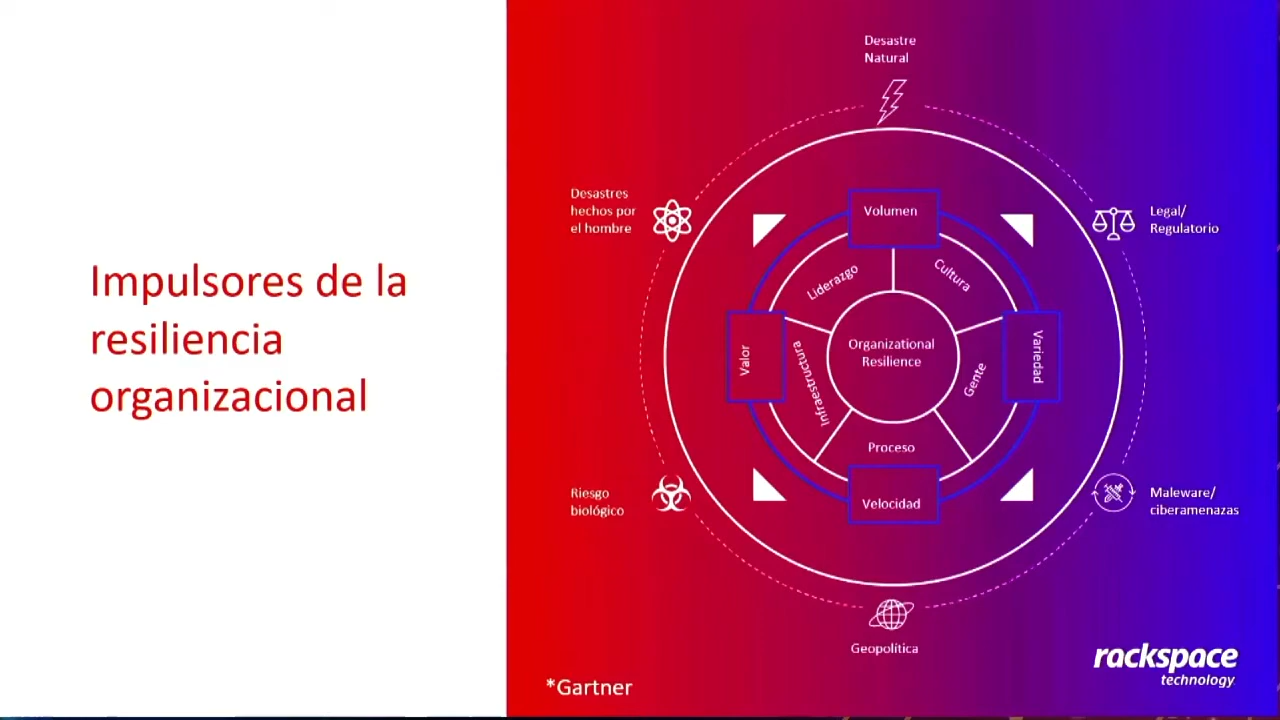 Impulsores de la
resiliencia
organizacional
Desastre
Natural
Desastres
hechos por
el hombre
Legal/
Regulatorio
Volumen
Liderazgo
Cultura
Valor
Infraestructura
Organizational
Resilience
Gente
Variedad
Proceso
Velocidad
Riesgo
biológico
Maleware/
ciberamenazas
Geopolítica
*Gartner
rackspace
technology